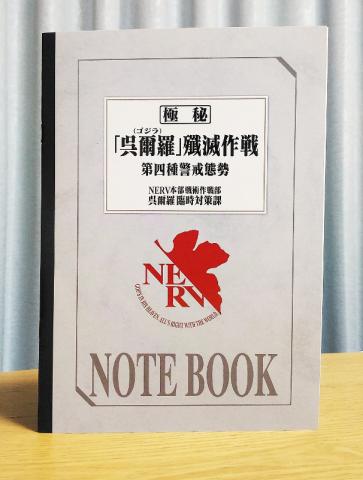 極秘
(ゴジラ)
「呉爾羅」殲滅作戦
第四種警戒態勢
NERV本部戦術作戦部
呉爾羅臨時対策課
NERV
GOD'S IN HIS HEAVEN. ALL'S RIGHT WITH THE WORLD.
NOTE BOOK